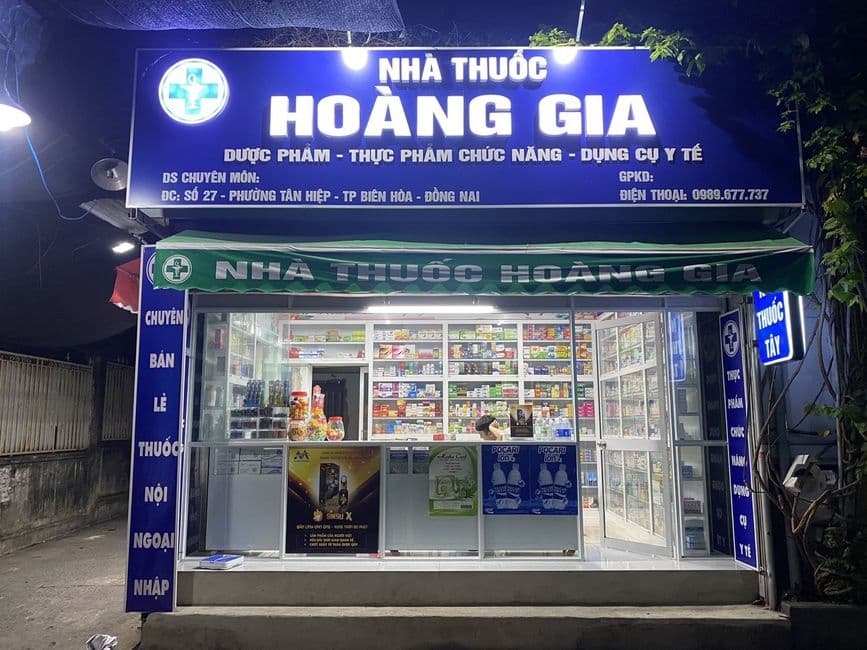 NHÀ THUỐC
HOÀNG GIA
DƯỢC PHẨM - THỰC PHẨM CHỨC NĂNG - DỤNG CỤ Y TẾ
DS CHUYÊN MÔN:
GPKD:
ĐC: SỐ 27 - PHƯỜNG TÂN HIỆP - TP BIÊN HÒA - ĐỒNG NAI
ĐIỆN THOẠI: 0989.677.737
NHÀ THUỐC HOÀNG GIA
CHUYÊN
BÁN
LẺ
THUỐC
NỘI
NGOẠI
NHẬP
THUỐC
TÂY
THỰC
PHẨM
CHỨC
NĂNG
DỤNG
CỤ
Y TẾ
POCARI
POCARI